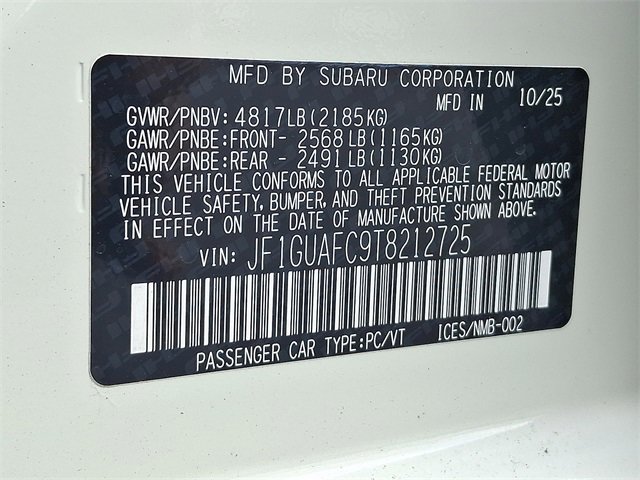 MFD BY SUBARU CORPORATION
MFD IN 10/25
GVWR/PNBV: 4817LB(2185KG)
GAWR/PNBE:FRONT- 2568LB(1165KG)
GAWR/PNBE:REAR - 2491LB(1130KG)
THIS VEHICLE CONFORMS TO ALL APPLICABLE FEDERAL MOTOR
VEHICLE SAFETY, BUMPER, AND THEFT PREVENTION STANDARDS
IN EFFECT ON THE DATE OF MANUFACTURE SHOWN ABOVE.
VIN: JF1GUAFC9T8212725
PASSENGER CAR TYPE:PC/VT ICES/NMB-002